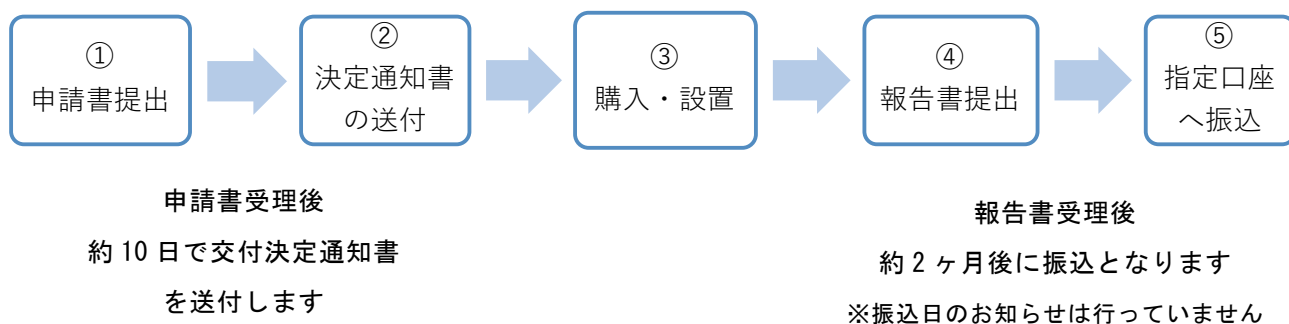 ①
申請書提出
②
決定通知書
の送付
③
購入・設置
④
報告書提出
⑤
指定口座
へ振込
申請書受理後
約 10 日で交付決定通知書
を送付します
報告書受理後
約 2 ヶ月後に振込となります
※振込日のお知らせは行っていません